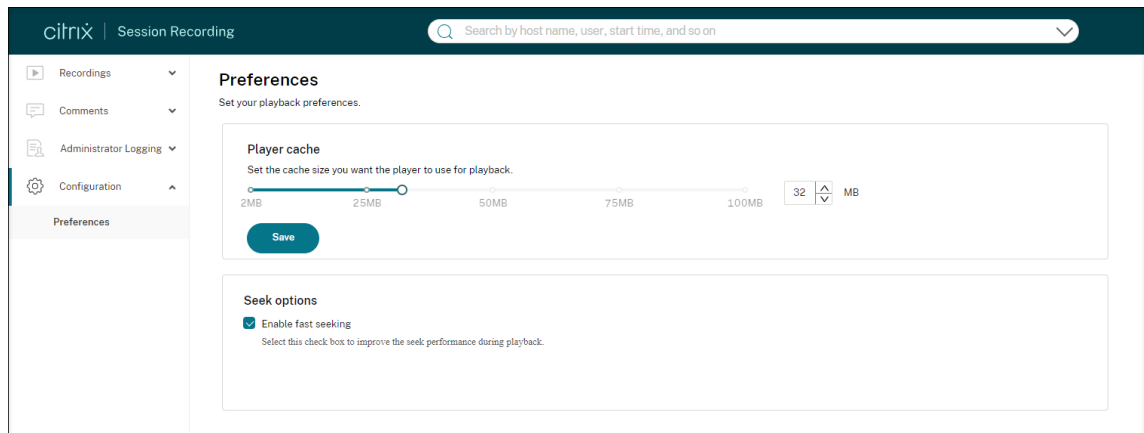 citrix | Session Recording
Search by host name, user, start time, and so on
Recordings
Comments
Administrator Logging
Configuration
Preferences
Preferences
Set your playback preferences.
Player cache
Set the cache size you want the player to use for playback.
2MB 25MB 50MB 75MB 100MB
32 MB
Save
Seek options
Enable fast seeking
Select this check box to improve the seek performance during playback.